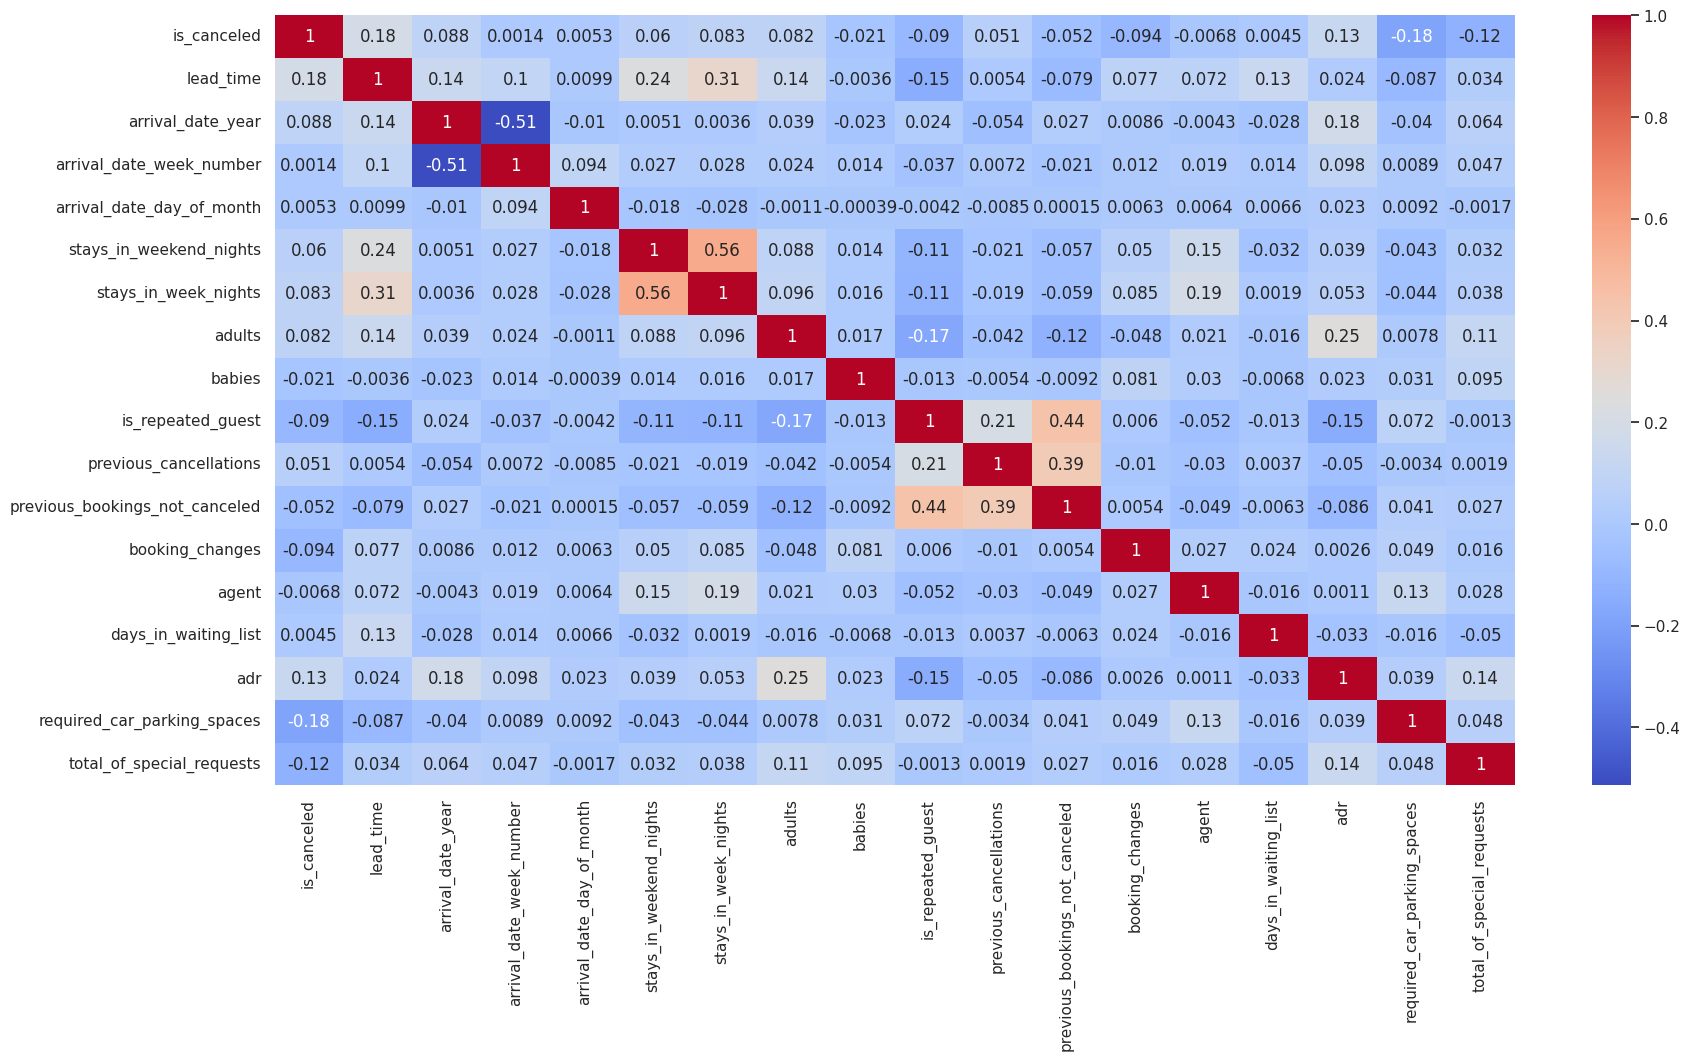 is_canceled 1 0.18 0.088 0.0014 0.0053 0.06 0.083 0.082 -0.021 -0.09 0.051 -0.052 -0.094 -0.0068 0.0045 0.13 -0.18 -0.12
lead_time 0.18 1 0.14 0.1 0.0099 0.24 0.31 0.14 -0.0036 -0.15 0.0054 -0.079 0.077 0.072 0.13 0.024 -0.087 0.034
arrival_date_year 0.088 0.14 1 -0.51 -0.01 0.0051 0.0036 0.039 -0.023 0.024 -0.054 0.027 0.0086 -0.0043 -0.028 0.18 -0.04 0.064
arrival_date_week_number 0.0014 0.1 -0.51 1 0.094 0.027 0.028 0.024 0.014 -0.037 0.0072 -0.021 0.012 0.019 0.014 0.098 0.0089 0.047
arrival_date_day_of_month 0.0053 0.0099 -0.01 0.094 1 -0.018 -0.028 -0.0011 -0.00039 -0.0042 -0.0085 0.00015 0.0063 0.0064 0.0066 0.023 0.0092 -0.0017
stays_in_weekend_nights 0.06 0.24 0.0051 0.027 -0.018 1 0.56 0.088 0.014 -0.11 -0.021 -0.057 0.05 0.15 -0.032 0.039 -0.043 0.032
stays_in_week_nights 0.083 0.31 0.0036 0.028 -0.028 0.56 1 0.096 0.016 -0.11 -0.019 -0.059 0.085 0.19 0.0019 0.053 -0.044 0.038
adults 0.082 0.14 0.039 0.024 -0.0011 0.088 0.096 1 0.017 -0.17 -0.042 -0.12 -0.048 0.021 -0.016 0.25 0.0078 0.11
babies -0.021 -0.0036 -0.023 0.014 -0.00039 0.014 0.016 0.017 1 -0.013 -0.0054 -0.0092 0.081 0.03 -0.0068 0.023 0.031 0.095
is_repeated_guest -0.09 -0.15 0.024 -0.037 -0.0042 -0.11 -0.11 -0.17 -0.013 1 0.21 0.44 0.006 -0.052 -0.013 -0.15 0.072 -0.0013
previous_cancellations 0.051 0.0054 -0.054 0.0072 -0.0085 -0.021 -0.019 -0.042 -0.0054 0.21 1 0.39 -0.01 -0.03 0.0037 -0.05 -0.0034 0.0019
previous_bookings_not_canceled -0.052 -0.079 0.027 -0.021 0.00015 -0.057 -0.059 -0.12 -0.0092 0.44 0.39 1 0.0054 -0.049 -0.0063 -0.086 0.041 0.027
booking_changes -0.094 0.077 0.0086 0.012 0.0063 0.05 0.085 -0.048 0.081 0.006 -0.01 0.0054 1 0.027 0.024 0.0026 0.049 0.016
agent -0.0068 0.072 -0.0043 0.019 0.0064 0.15 0.19 0.021 0.03 -0.052 -0.03 -0.049 0.027 1 -0.016 0.0011 0.13 0.028
days_in_waiting_list 0.0045 0.13 -0.028 0.014 0.0066 -0.032 0.0019 -0.016 -0.0068 -0.013 0.0037 -0.0063 0.024 -0.016 1 -0.033 -0.016 -0.05
adr 0.13 0.024 0.18 0.098 0.023 0.039 0.053 0.25 0.023 -0.15 -0.05 -0.086 0.0026 0.0011 -0.033 1 0.039 0.14
required_car_parking_spaces -0.18 -0.087 -0.04 0.0089 0.0092 -0.043 -0.044 0.0078 0.031 0.072 -0.0034 0.041 0.049 0.13 -0.016 0.039 1 0.048
total_of_special_requests -0.12 0.034 0.064 0.047 -0.0017 0.032 0.038 0.11 0.095 -0.0013 0.0019 0.027 0.016 0.028 -0.05 0.14 0.048 1
is_canceled
lead_time
arrival_date_year
arrival_date_week_number
arrival_date_day_of_month
stays_in_weekend_nights
stays_in_week_nights
adults
babies
is_repeated_guest
previous_cancellations
previous_bookings_not_canceled
booking_changes
agent
days_in_waiting_list
adr
required_car_parking_spaces
total_of_special_requests
1.0
0.8
0.6
0.4
0.2
0.0
−0.2
−0.4